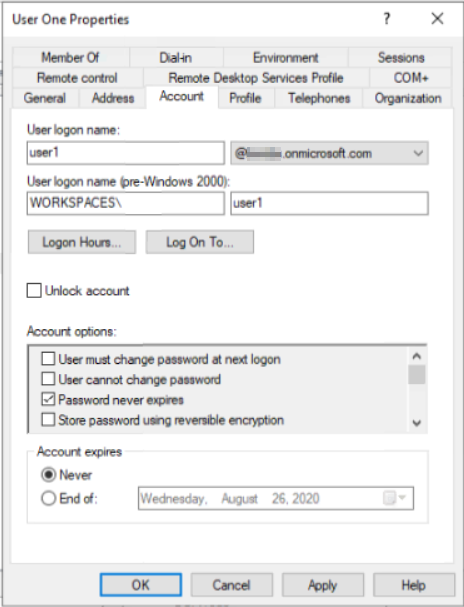 User One Properties
?
Member Of Dial-in Environment Sessions
Remote control Remote Desktop Services Profile COM+
General Address Account Profile Telephones Organization
User logon name:
user1 @ .onmicrosoft.com
User logon name (pre-Windows 2000):
WORKSPACES\ user1
Logon Hours... Log On To...
Unlock account
Account options:
User must change password at next logon
User cannot change password
Password never expires
Store password using reversible encryption
Account expires
Never
End of: Wednesday, August 26, 2020
OK Cancel Apply Help